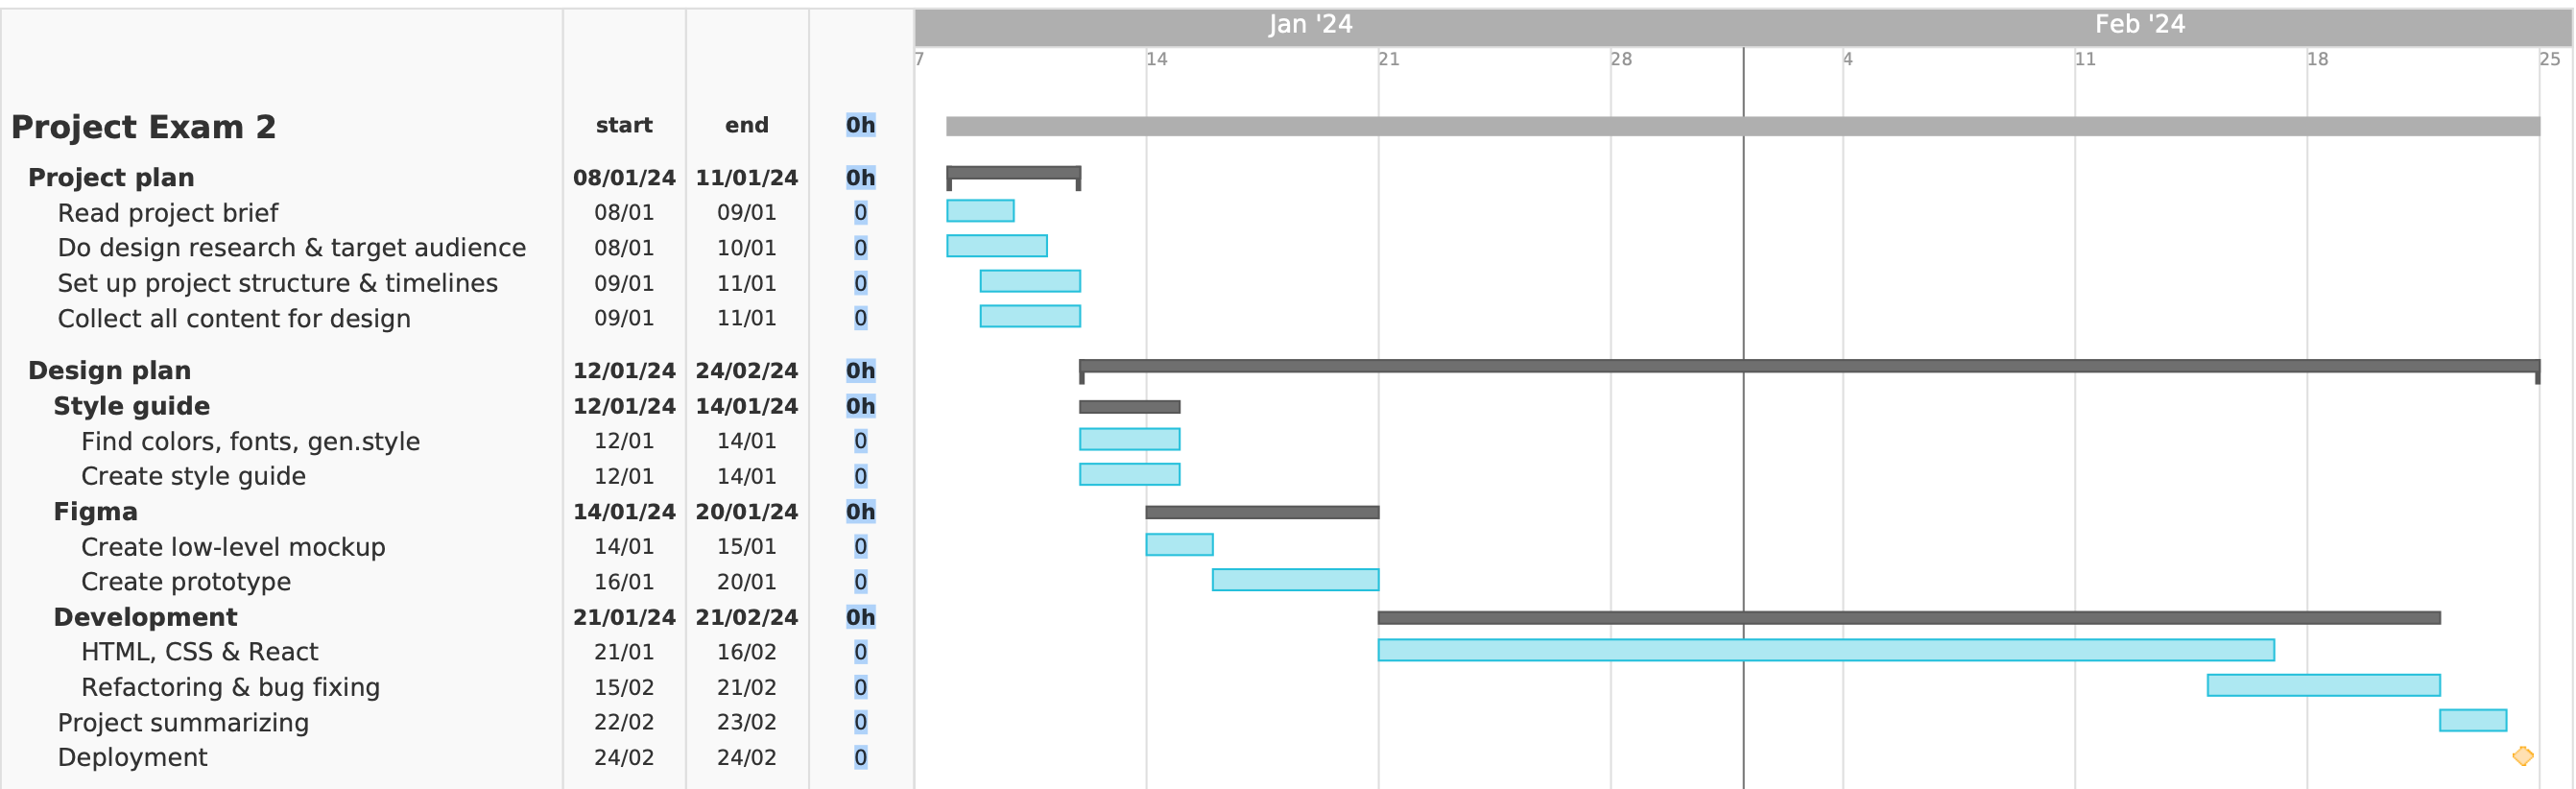 Jan '24 Feb '24
7 14 21 28 4 11 18 25
Project Exam 2 start end 0h
Project plan 08/01/24 11/01/24 0h
Read project brief 08/01 09/01 0
Do design research & target audience 08/01 10/01 0
Set up project structure & timelines 09/01 11/01 0
Collect all content for design 09/01 11/01 0
Design plan 12/01/24 24/02/24 0h
Style guide 12/01/24 14/01/24 0h
Find colors, fonts, gen.style 12/01 14/01 0
Create style guide 12/01 14/01 0
Figma 14/01/24 20/01/24 0h
Create low-level mockup 14/01 15/01 0
Create prototype 16/01 20/01 0
Development 21/01/24 21/02/24 0h
HTML, CSS & React 21/01 16/02 0
Refactoring & bug fixing 15/02 21/02 0
Project summarizing 22/02 23/02 0
Deployment 24/02 24/02 0